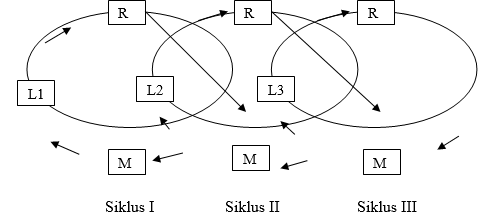 R R R
L1 L2 L3
M M M
Siklus I Siklus II Siklus III